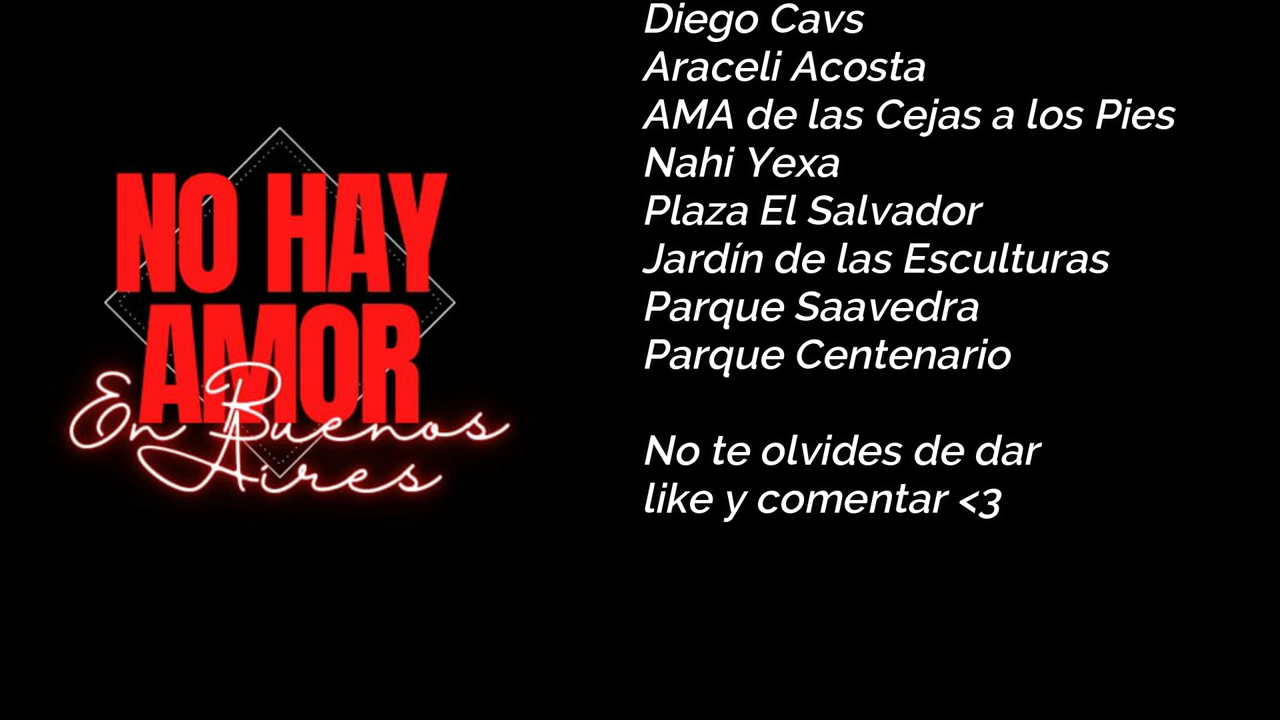 NO HAY
AMOR
En Buenos
Aires
Diego Cavs
Araceli Acosta
AMA de las Cejas a los Pies
Nahi Yexa
Plaza El Salvador
Jardín de las Esculturas
Parque Saavedra
Parque Centenario
No te olvides de dar
like y comentar <3